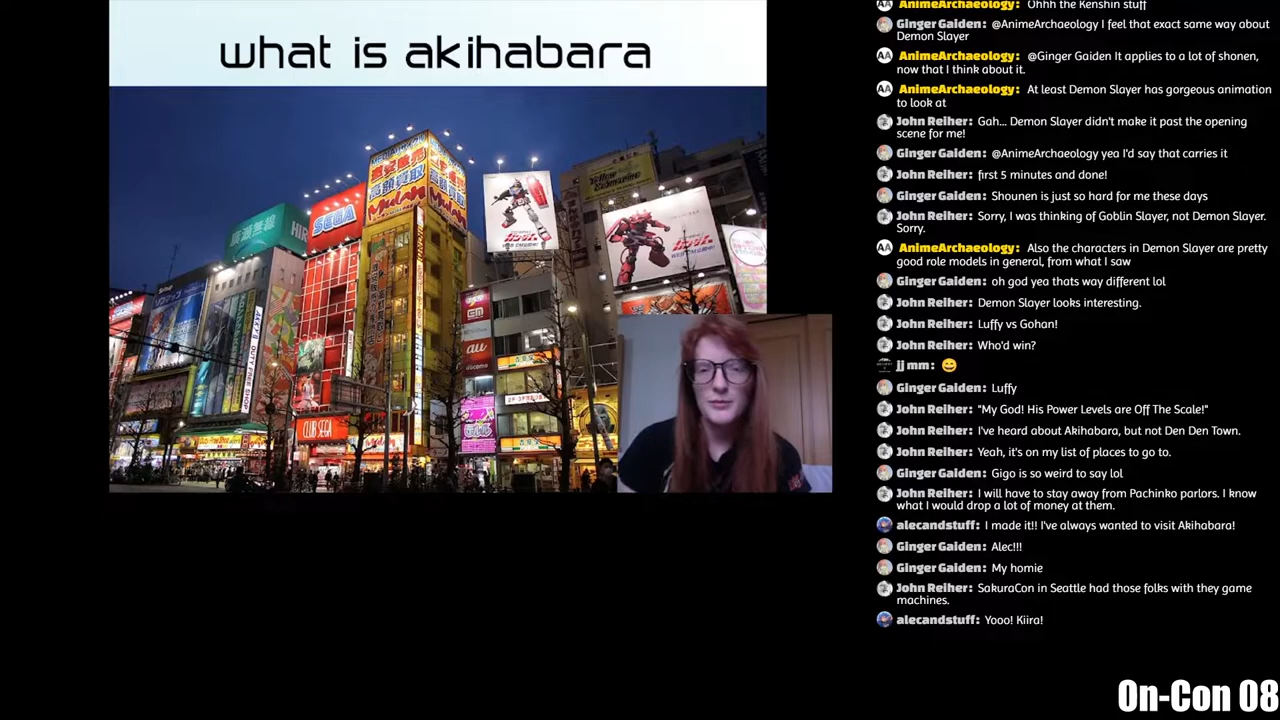 what is akihabara
SEGA
Mulan
CLUB SEGA
au
docomo
AKKY II DUTY FREE SHOP
AnimeArchaeology: Ohhh the Kenshin stuff
Ginger Gaiden: @AnimeArchaeology I feel that exact same way about
Demon Slayer
AnimeArchaeology: @Ginger Gaiden It applies to a lot of shonen,
now that I think about it.
AnimeArchaeology: At least Demon Slayer has gorgeous animation
to look at
John Reiher: Gah... Demon Slayer didn't make it past the opening
scene for me!
Ginger Gaiden: @AnimeArchaeology yea I'd say that carries it
John Reiher: first 5 minutes and done!
Ginger Gaiden: Shounen is just so hard for me these days
John Reiher: Sorry, I was thinking of Goblin Slayer, not Demon Slayer.
Sorry.
AnimeArchaeology: Also the characters in Demon Slayer are pretty
good role models in general, from what I saw
Ginger Gaiden: oh god yea thats way different lol
John Reiher: Demon Slayer looks interesting.
John Reiher: Luffy vs Gohan!
John Reiher: Who'd win?
jj mm: 😄
Ginger Gaiden: Luffy
John Reiher: "My God! His Power Levels are Off The Scale!"
John Reiher: I've heard about Akihabara, but not Den Den Town.
John Reiher: Yeah, it's on my list of places to go to.
Ginger Gaiden: Gigo is so weird to say lol
John Reiher: I will have to stay away from Pachinko parlors. I know
what I would drop a lot of money at them.
alecandstuff: I made it!! I've always wanted to visit Akihabara!
Ginger Gaiden: Alec!!!
Ginger Gaiden: My homie
John Reiher: SakuraCon in Seattle had those folks with they game
machines.
alecandstuff: Yooo! Kiira!
On-Con 08